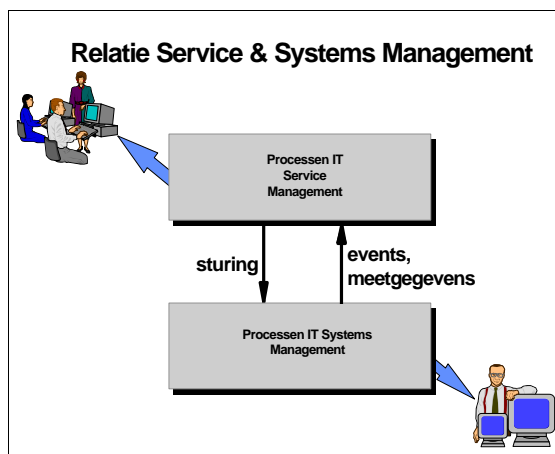 Relatie Service & Systems Management
Processen IT
Service
Management
sturing
events,
meetgegevens
Processen IT Systems
Management